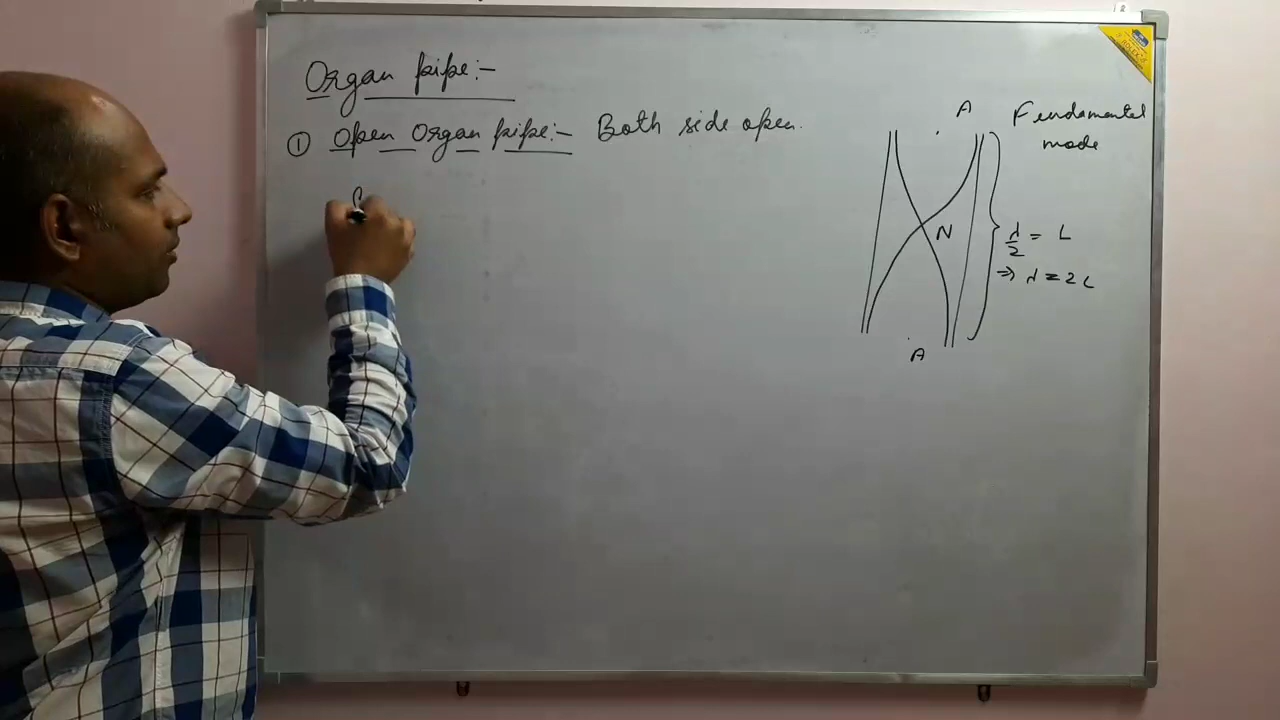 Organ pipe:-
① Open Organ pipe:- Both side open.
A
Fundamental
mode
N
λ/2 = L
⇒ λ = 2L
A